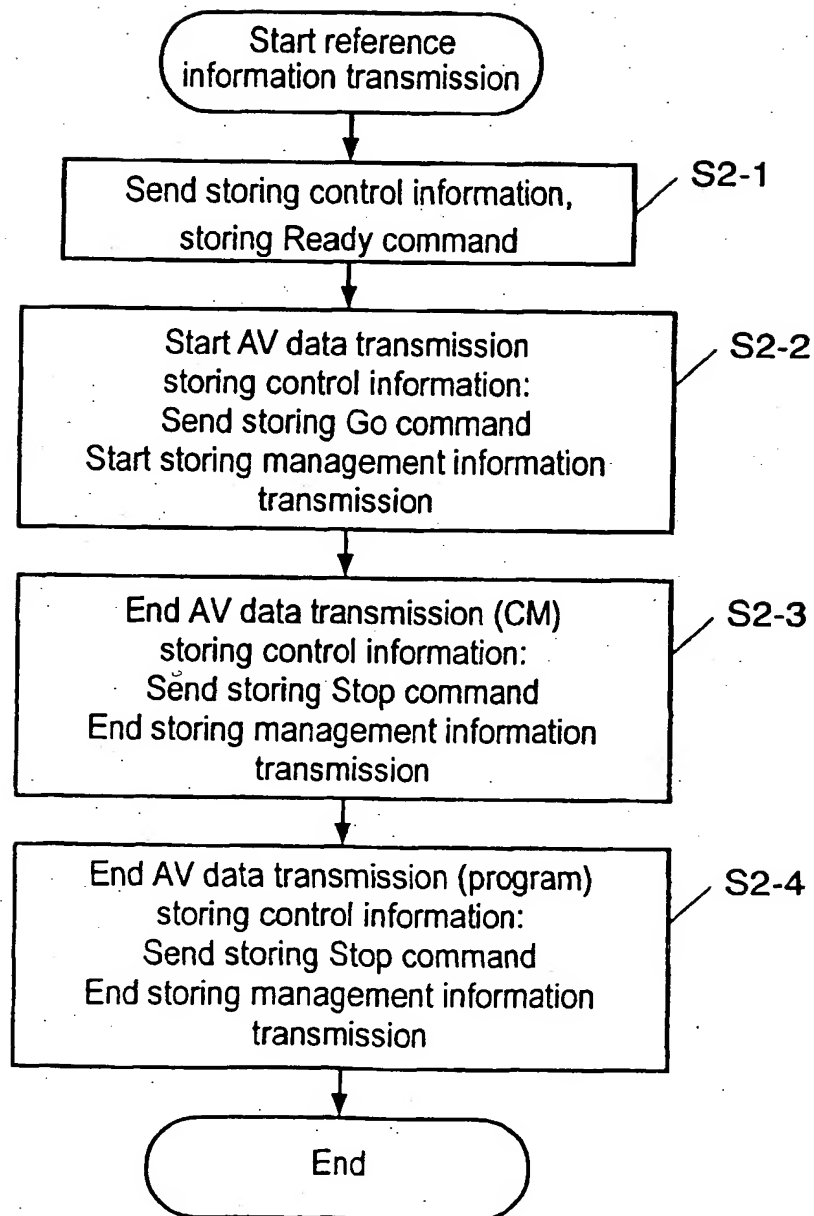 Start reference
information transmission
Send storing control information,
storing Ready command
S2-1
Start AV data transmission
storing control information:
Send storing Go command
Start storing management information
transmission
S2-2
End AV data transmission (CM)
storing control information:
Send storing Stop command
End storing management information
transmission
S2-3
End AV data transmission (program)
storing control information:
Send storing Stop command
End storing management information
transmission
S2-4
End